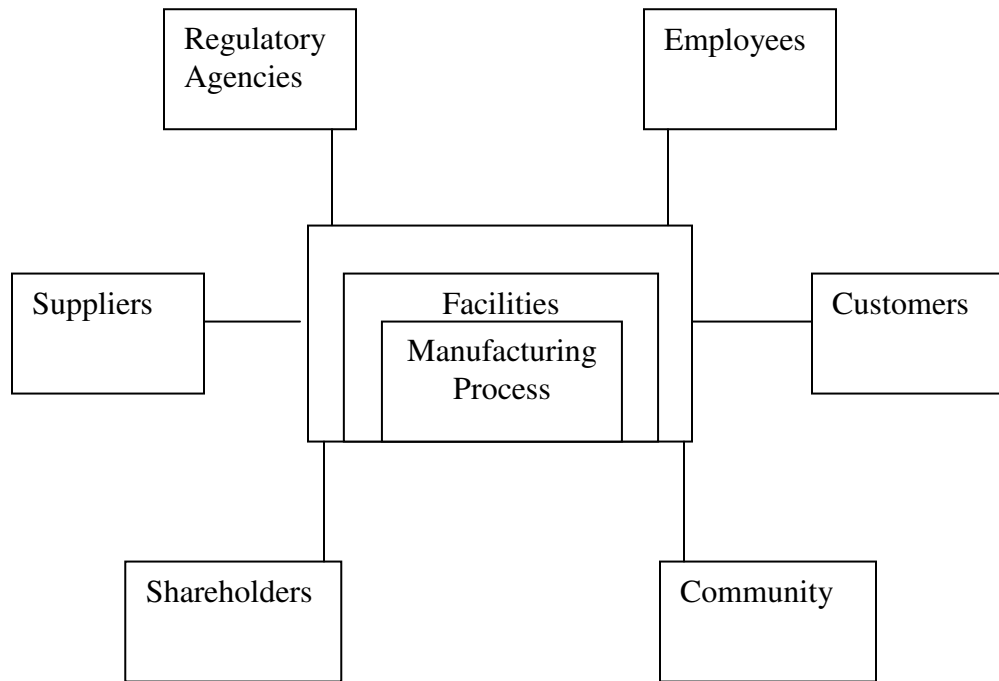 Regulatory
Agencies
Employees
Suppliers
Facilities
Customers
Manufacturing
Process
Shareholders
Community